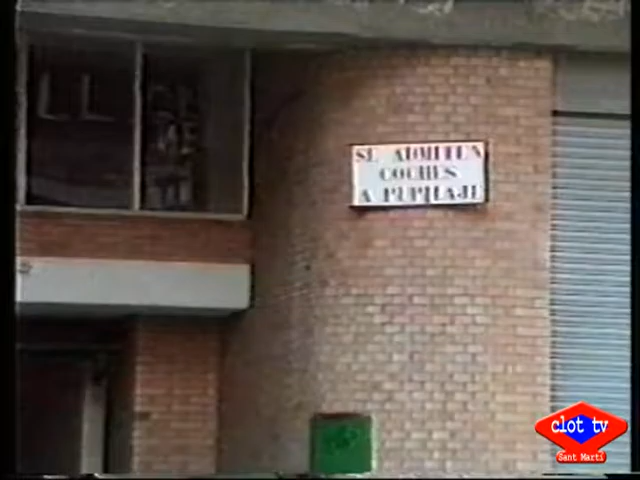 SE ADMITEN
COCHES
A PUPILAJE
clot tv
Sant Martí